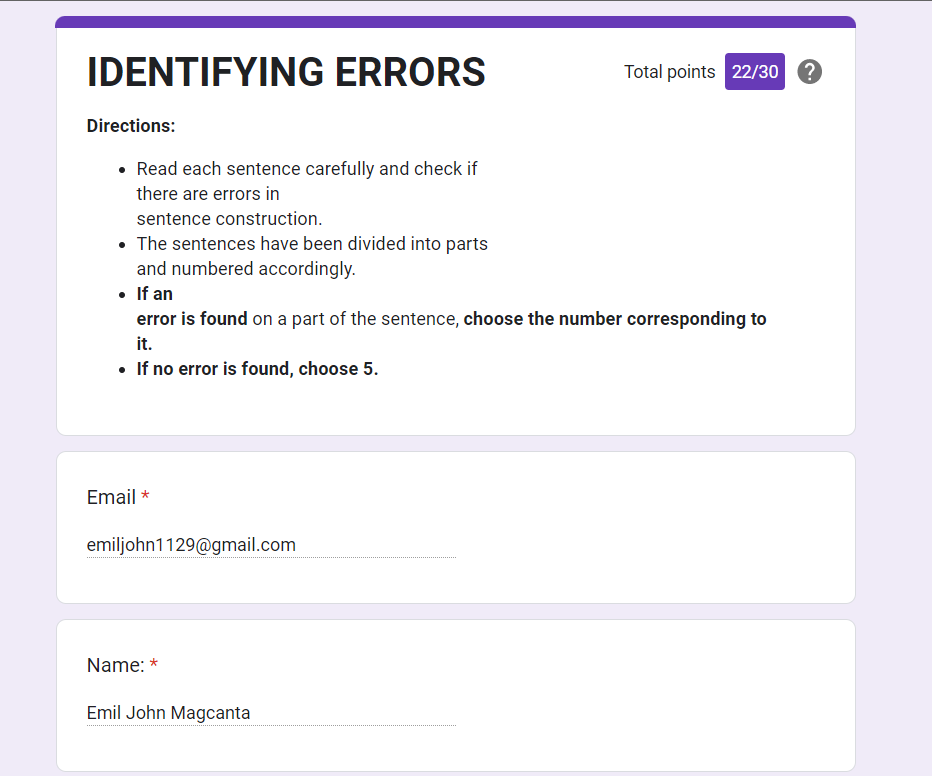 IDENTIFYING ERRORS
Total points 22/30 ?
Directions:
• Read each sentence carefully and check if
there are errors in
sentence construction.
• The sentences have been divided into parts
and numbered accordingly.
• If an
error is found on a part of the sentence, choose the number corresponding to
it.
• If no error is found, choose 5.
Email *
emiljohn1129@gmail.com
Name: *
Emil John Magcanta